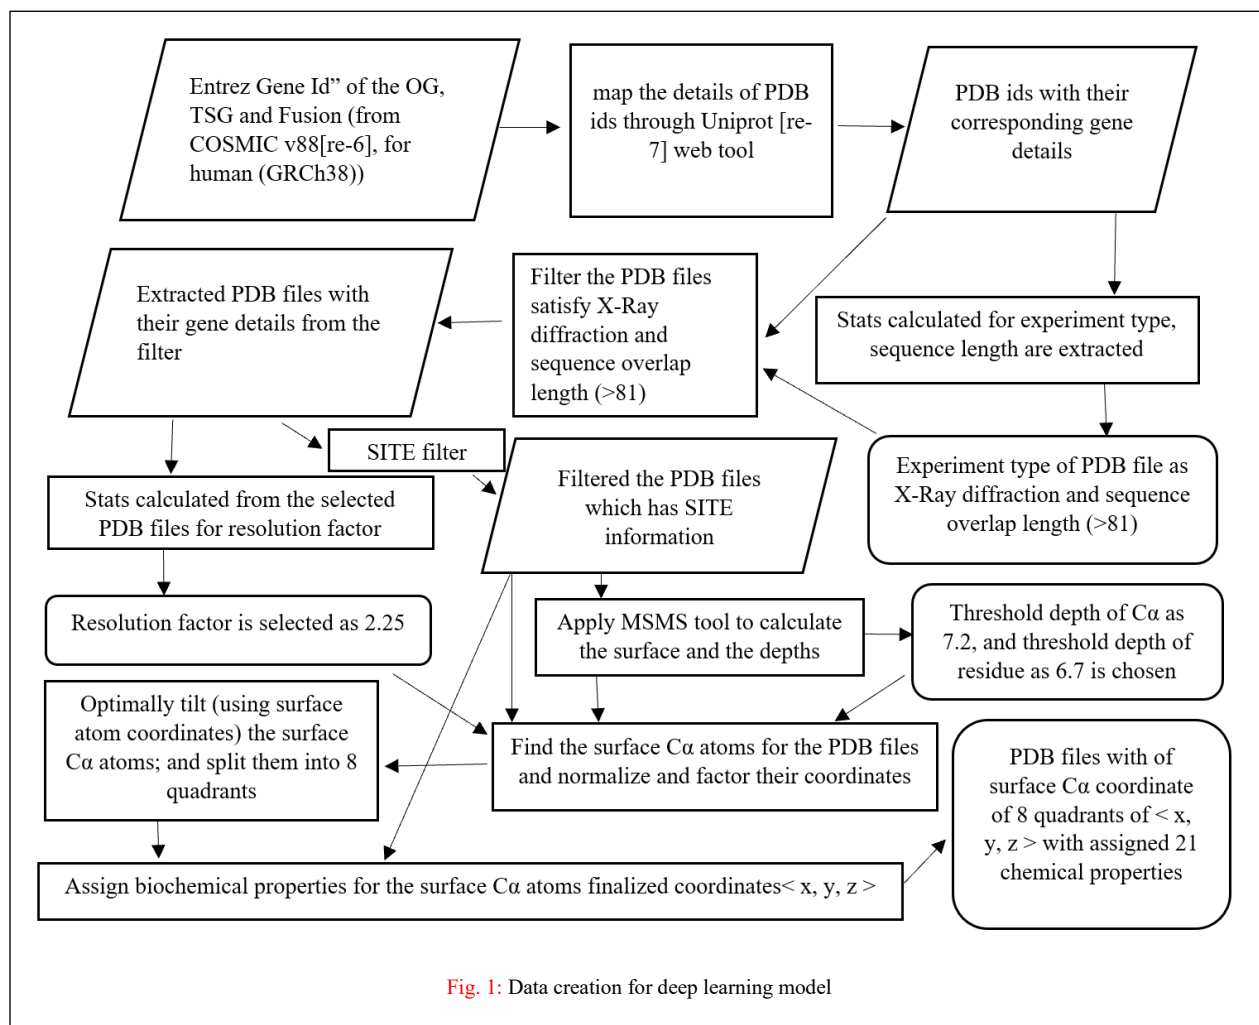 Entrez Gene Id” of the OG,
TSG and Fusion (from
COSMIC v88[re-6], for
human (GRCh38))
map the details of PDB
ids through Uniprot [re-
7] web tool
PDB ids with their
corresponding gene
details
Extracted PDB files with
their gene details from the
filter
Filter the PDB files
satisfy X-Ray
diffraction and
sequence overlap
length (>81)
Stats calculated for experiment type,
sequence length are extracted
SITE filter
Experiment type of PDB file as
X-Ray diffraction and sequence
overlap length (>81)
Filtered the PDB files
which has SITE
information
Stats calculated from the selected
PDB files for resolution factor
Resolution factor is selected as 2.25
Apply MSMS tool to calculate
the surface and the depths
Threshold depth of Cα as
7.2, and threshold depth of
residue as 6.7 is chosen
Optimally tilt (using surface
atom coordinates) the surface
Cα atoms; and split them into 8
quadrants
Find the surface Cα atoms for the PDB files
and normalize and factor their coordinates
PDB files with of
surface Cα coordinate
of 8 quadrants of < x,
y, z > with assigned 21
chemical properties
Assign biochemical properties for the surface Cα atoms finalized coordinates< x, y, z >
Fig. 1: Data creation for deep learning model